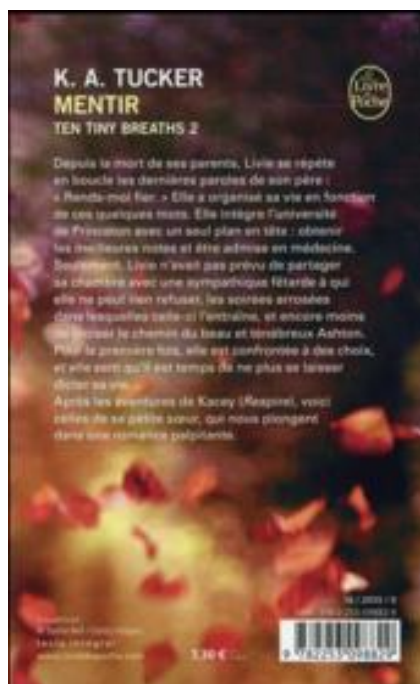 K. A. TUCKER
MENTIR
TEN TINY BREATHS 2
Le Livre de Poche
Depuis la mort de ses parents, Livie se répète
en boucle les dernières paroles de son père :
« Rends-moi fier. » Elle a organisé sa vie en fonction
de ces quelques mots. Elle intègre l'université
de Princeton avec un seul plan en tête : obtenir
les meilleures notes et être admise en médecine.
Seulement, Livie n'avait pas prévu de partager
sa chambre avec une sympathique fêtarde à qui
elle ne peut rien refuser, les soirées arrosées
dans lesquelles celle-ci l'entraîne, et encore moins
de croiser le chemin du beau et ténébreux Ashton.
Pour la première fois, elle est confrontée à des choix,
et elle sent qu'il est temps de ne plus se laisser
dicter sa vie.
Après les aventures de Kacey (Respire), voici
celles de sa petite sœur, qui nous plongent
dans une romance palpitante.
texte intégral
9 782253 098829